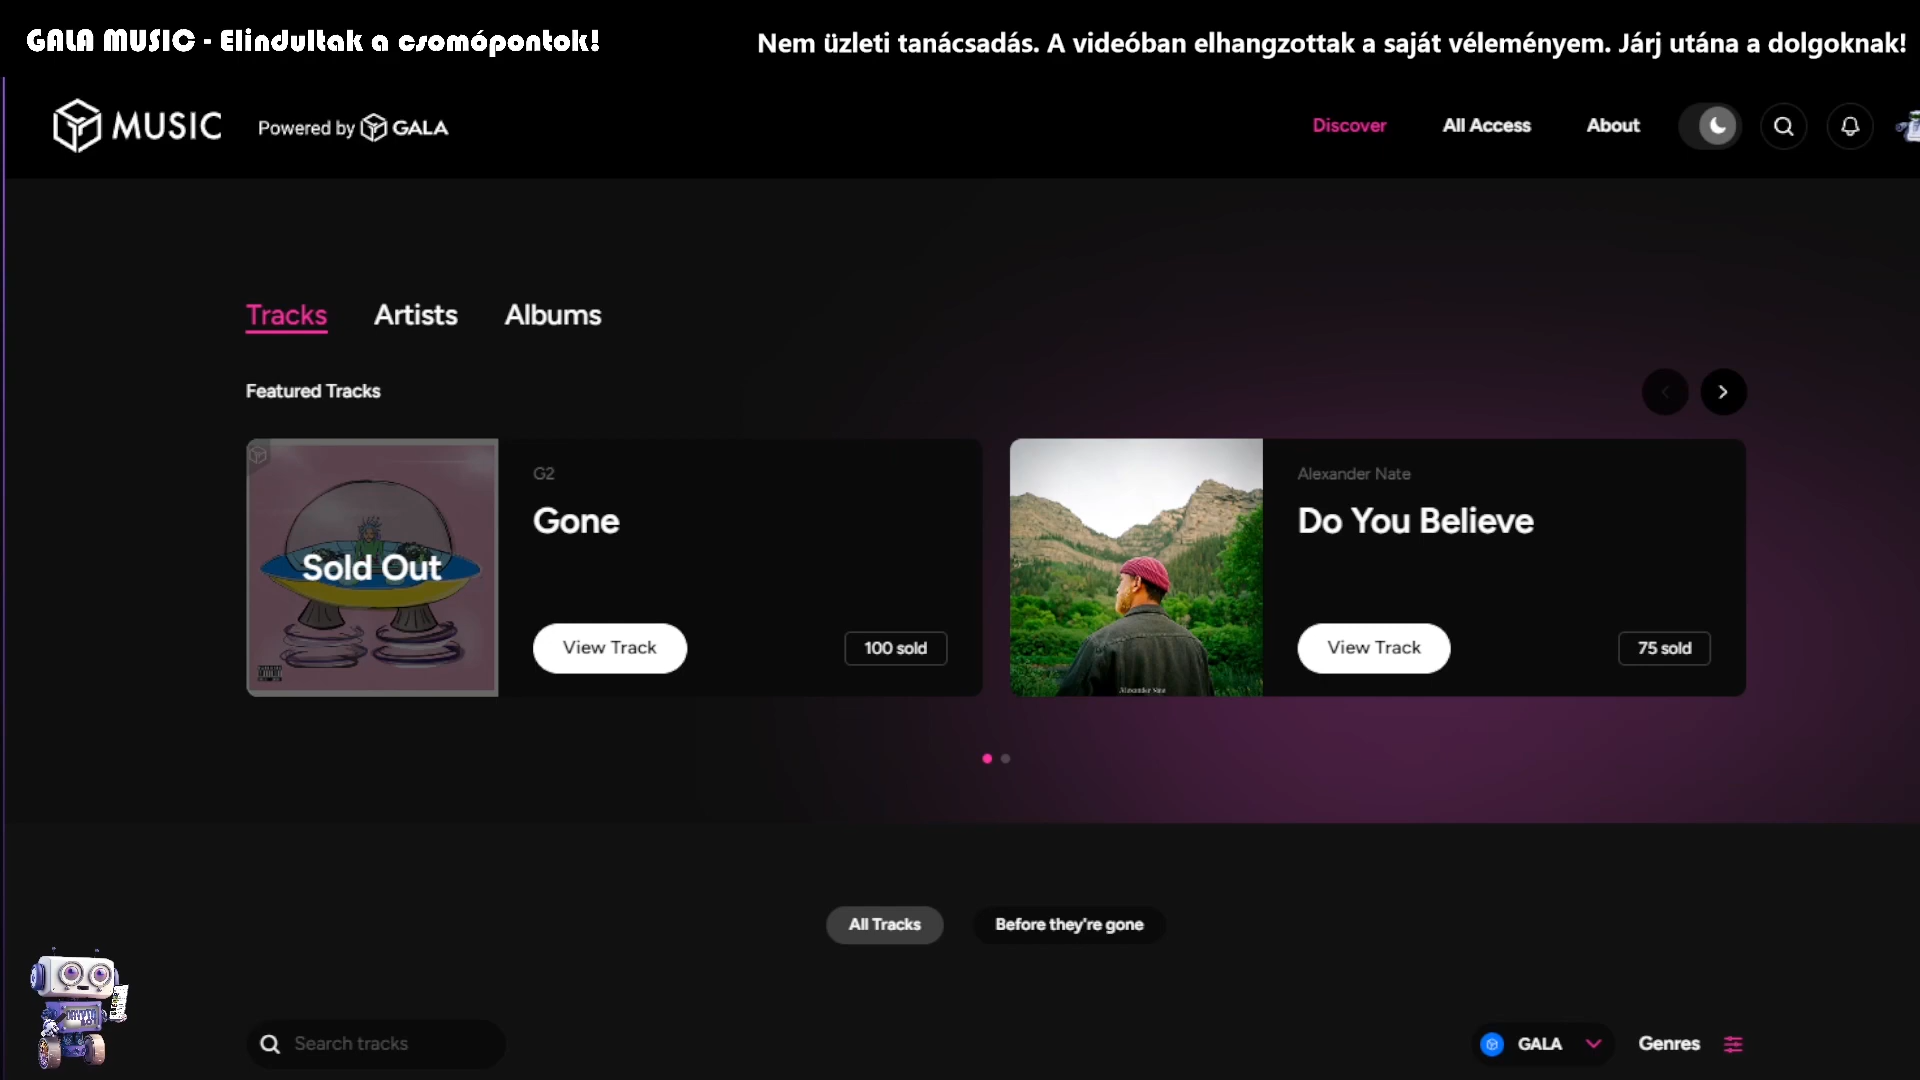 GALA MUSIC - Elindultak a csomópontok!
Nem üzleti tanácsadás. A videóban elhangzottak a saját véleményem. Járj utána a dolgoknak!
MUSIC
Powered by GALA
Discover
All Access
About
Tracks
Artists
Albums
Featured Tracks
Sold Out
G2
Gone
View Track
100 sold
Alexander Nate
Alexander Nate
Do You Believe
View Track
75 sold
All Tracks
Before they're gone
Search tracks
GALA
Genres